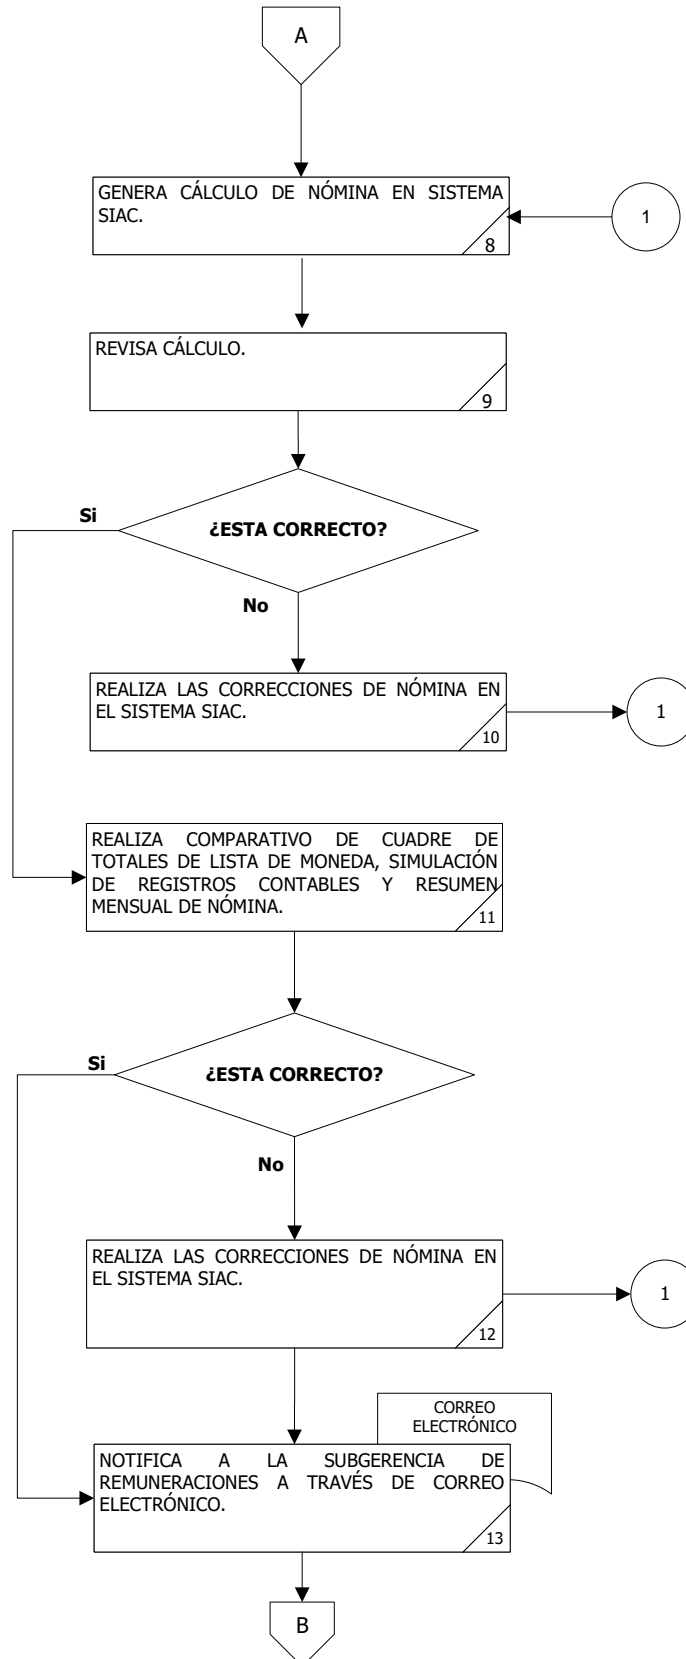 A
GENERA CÁLCULO DE NÓMINA EN SISTEMA
SIAC.
8
1
REVISA CÁLCULO.
9
Si
¿ESTA CORRECTO?
No
REALIZA LAS CORRECCIONES DE NÓMINA EN
EL SISTEMA SIAC.
10
1
REALIZA COMPARATIVO DE CUADRE DE
TOTALES DE LISTA DE MONEDA, SIMULACIÓN
DE REGISTROS CONTABLES Y RESUMEN
MENSUAL DE NÓMINA.
11
Si
¿ESTA CORRECTO?
No
REALIZA LAS CORRECCIONES DE NÓMINA EN
EL SISTEMA SIAC.
12
1
CORREO
ELECTRÓNICO
NOTIFICA A LA SUBGERENCIA DE
REMUNERACIONES A TRAVÉS DE CORREO
ELECTRÓNICO.
13
B